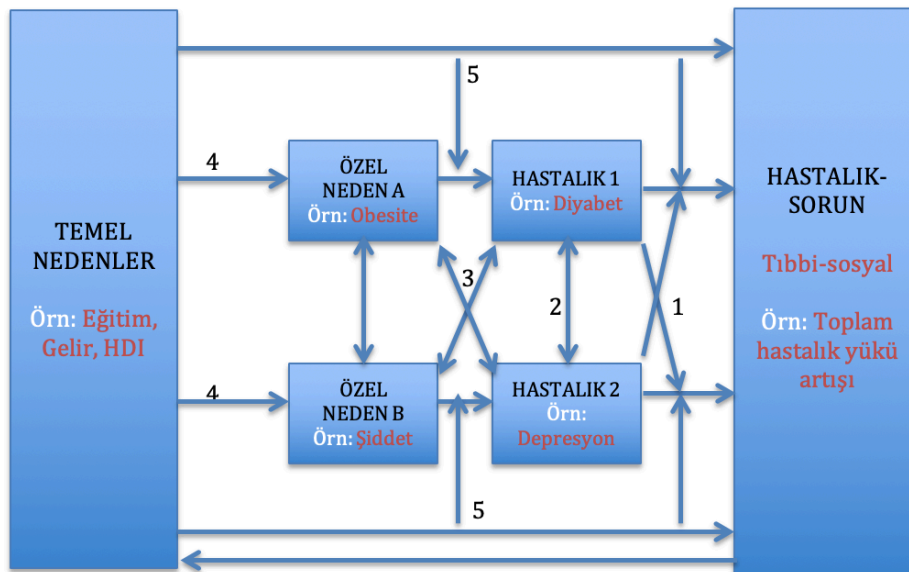 TEMEL
NEDENLER
Örn: Eğitim,
Gelir, HDI
4
4
ÖZEL
NEDEN A
Örn: Obesite
ÖZEL
NEDEN B
Örn: Şiddet
5
3
5
HASTALIK 1
Örn: Diyabet
2
HASTALIK 2
Örn:
Depresyon
1
HASTALIK-
SORUN
Tıbbi-sosyal
Örn: Toplam
hastalık yükü
artışı